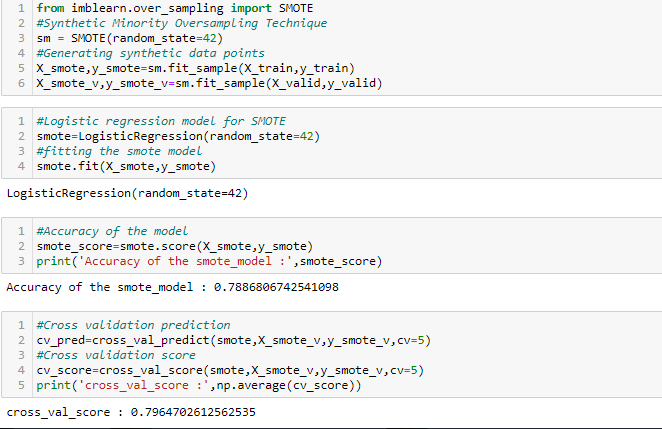 1 from imblearn.over_sampling import SMOTE
2 #Synthetic Minority Oversampling Technique
3 sm = SMOTE(random_state=42)
4 #Generating synthetic data points
5 X_smote,y_smote=sm.fit_sample(X_train,y_train)
6 X_smote_v,y_smote_v=sm.fit_sample(X_valid,y_valid)
1 #Logistic regression model for SMOTE
2 smote=LogisticRegression(random_state=42)
3 #fitting the smote model
4 smote.fit(X_smote,y_smote)
LogisticRegression(random_state=42)
1 #Accuracy of the model
2 smote_score=smote.score(X_smote,y_smote)
3 print('Accuracy of the smote_model :',smote_score)
Accuracy of the smote_model : 0.7886806742541098
1 #Cross validation prediction
2 cv_pred=cross_val_predict(smote,X_smote_v,y_smote_v,cv=5)
3 #Cross validation score
4 cv_score=cross_val_score(smote,X_smote_v,y_smote_v,cv=5)
5 print('cross_val_score :',np.average(cv_score))
cross_val_score : 0.7964702612562535